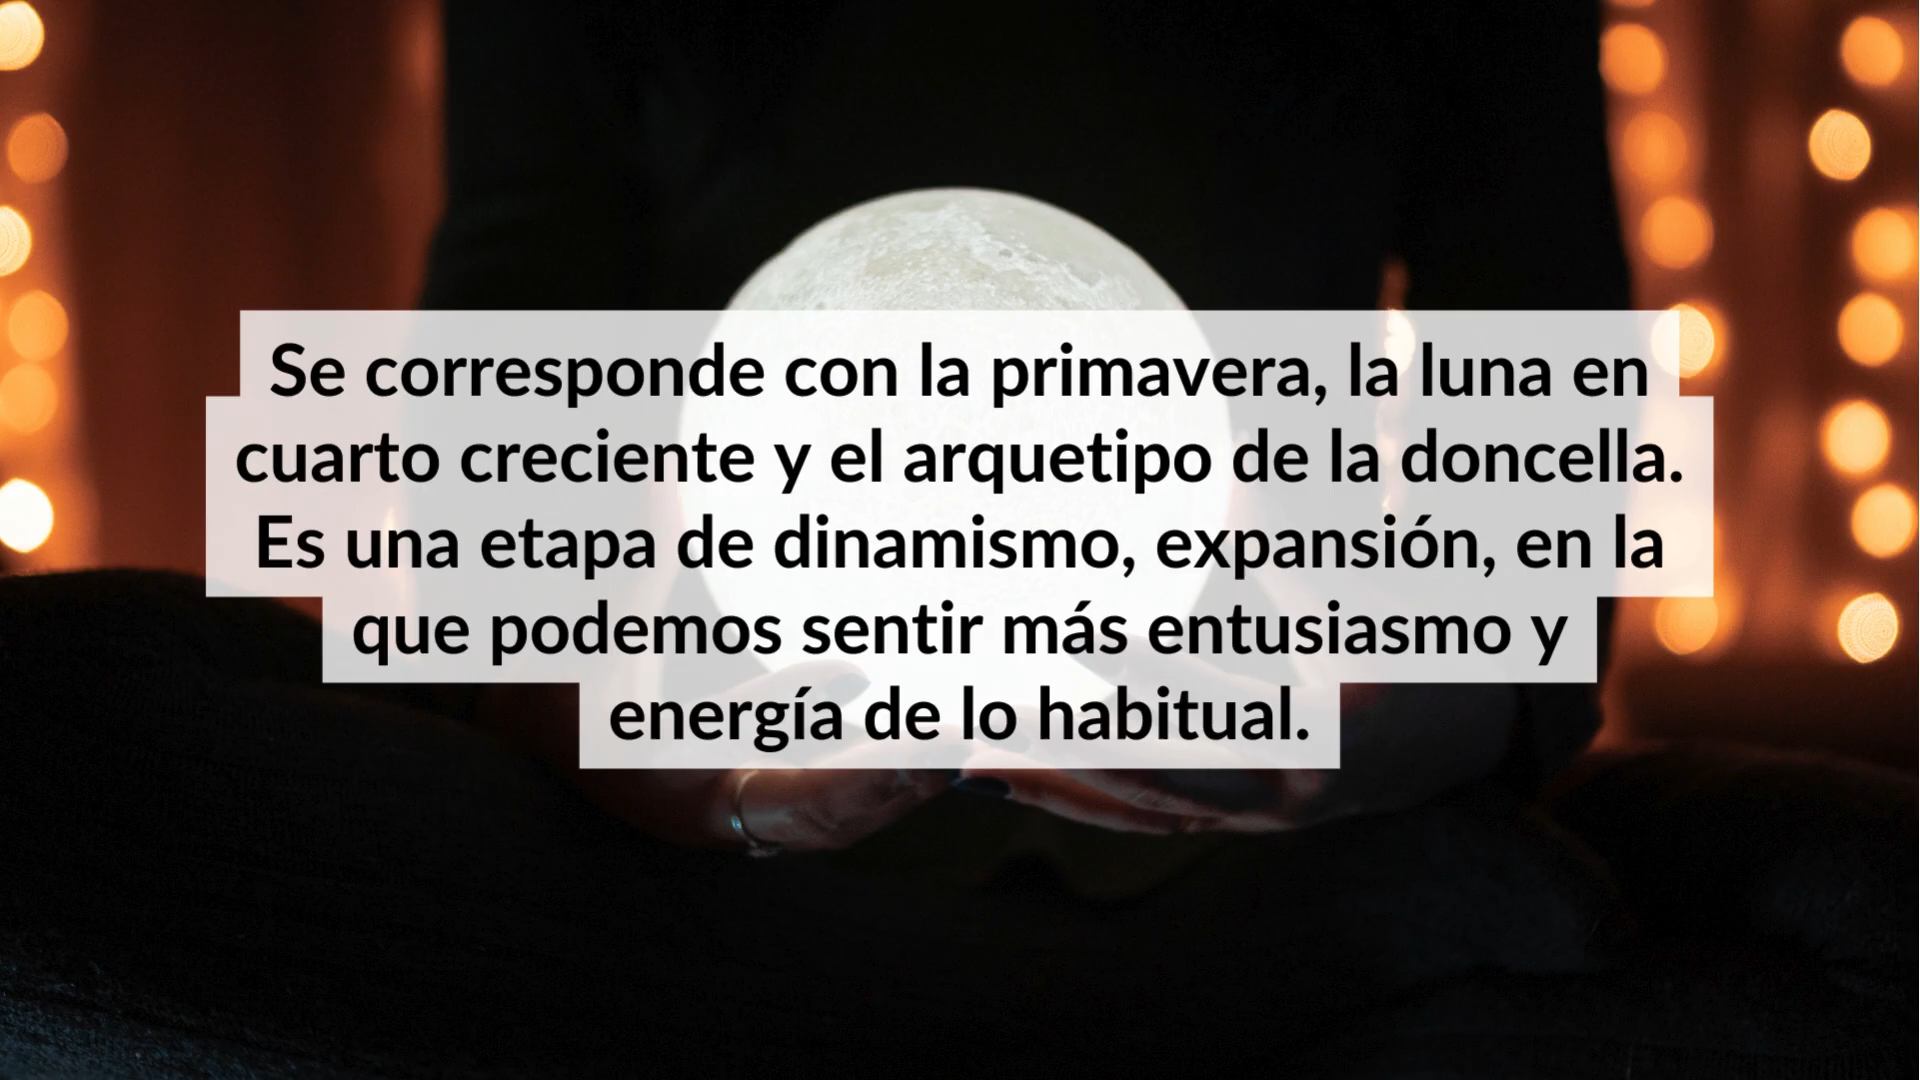 Se corresponde con la primavera, la luna en
cuarto creciente y el arquetipo de la doncella.
Es una etapa de dinamismo, expansión, en la
que podemos sentir más entusiasmo y
energía de lo habitual.